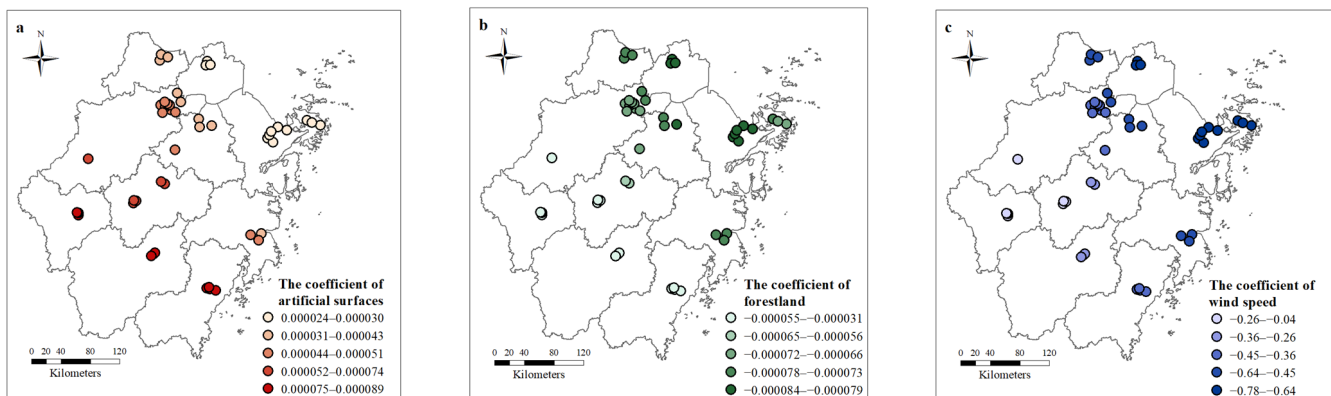 a
N
The coefficient of
artificial surfaces
0.000024–0.000030
0.000031–0.000043
0.000044–0.000051
0.000052–0.000074
0.000075–0.000089
0 20 40 80 120
Kilometers
b
N
The coefficient of
forestland
−0.000055–−0.000031
−0.000065–−0.000056
−0.000072–−0.000066
−0.000078–−0.000073
−0.000084–−0.000079
0 20 40 80 120
Kilometers
c
N
The coefficient of
wind speed
−0.26–−0.04
−0.36–−0.26
−0.45–−0.36
−0.64–−0.45
−0.78–−0.64
0 20 40 80 120
Kilometers